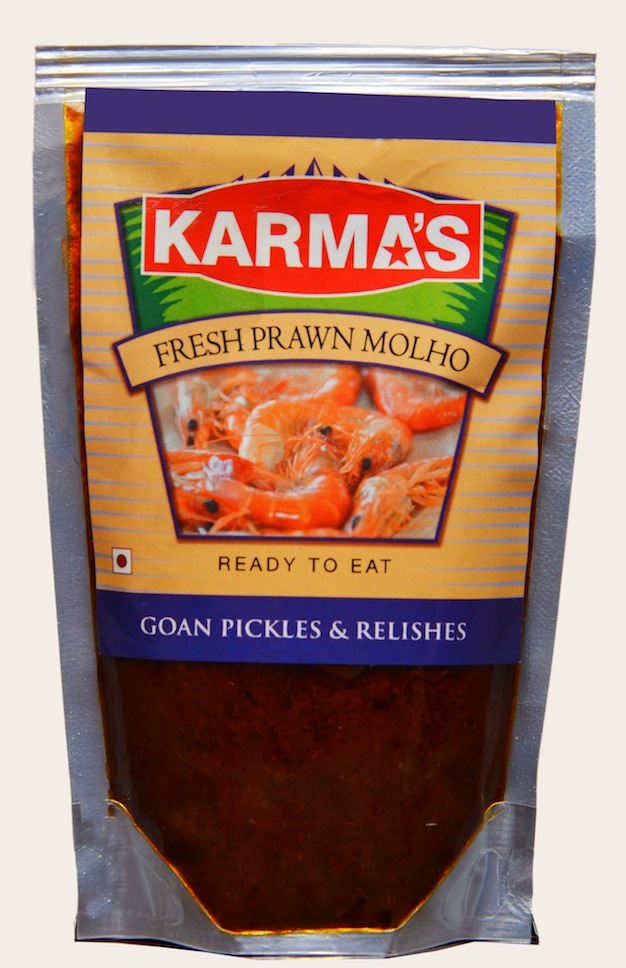 KARMA'S
FRESH PRAWN MOLHO
READY TO EAT
GOAN PICKLES & RELISHES